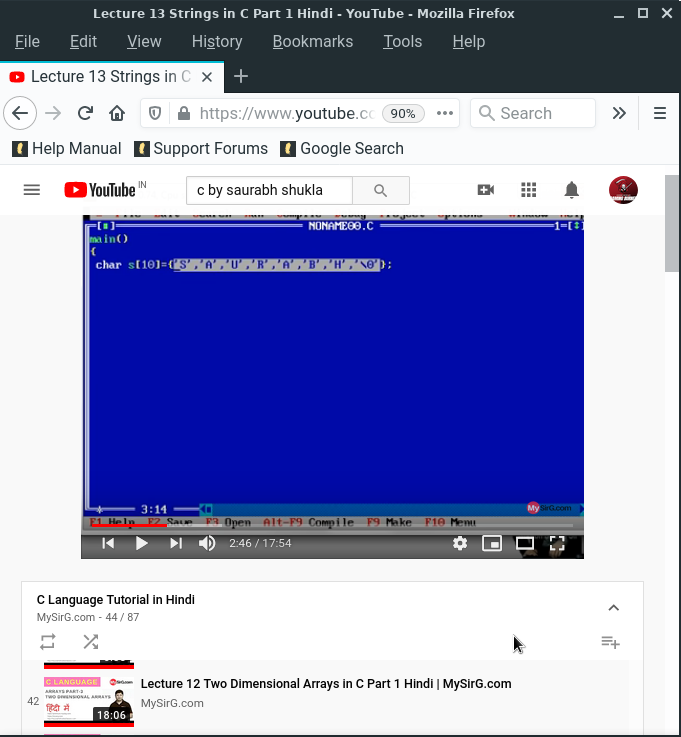 Lecture 13 Strings in C Part 1 Hindi - YouTube - Mozilla Firefox
File Edit View History Bookmarks Tools Help
Lecture 13 Strings in C
https://www.youtube.co 90% Search
Help Manual Support Forums Google Search
YouTube IN c by saurabh shukla
NONAME00.C 1=[↕]
main()
{
char s[10]={'S','A','U','R','A','B','H','\0'};
3:14
MySirG.com
F1 Help F2 Save F3 Open Alt-F9 Compile F9 Make F10 Menu
2:46 / 17:54
C Language Tutorial in Hindi
MySirG.com - 44 / 87
42
C LANGUAGE
MySirG.com
ARRAYS PART-3
TWO DIMENSIONAL ARRAYS
हिंदी में
18:06
Lecture 12 Two Dimensional Arrays in C Part 1 Hindi | MySirG.com
MySirG.com